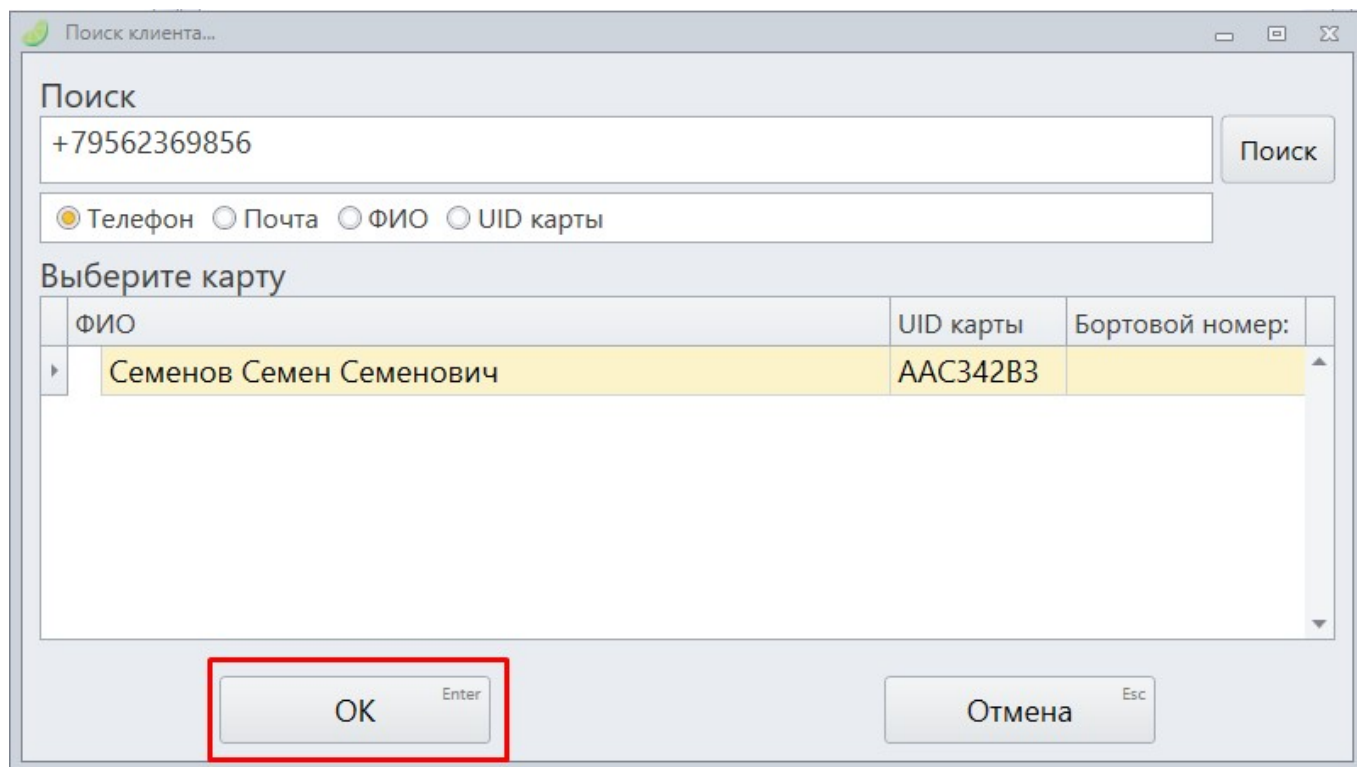 Поиск клиента...
Поиск
+79562369856
Поиск
Телефон Почта ФИО UID карты
Выберите карту
ФИО UID карты Бортовой номер:
Семенов Семен Семенович AAC342B3
OK Enter Отмена Esc